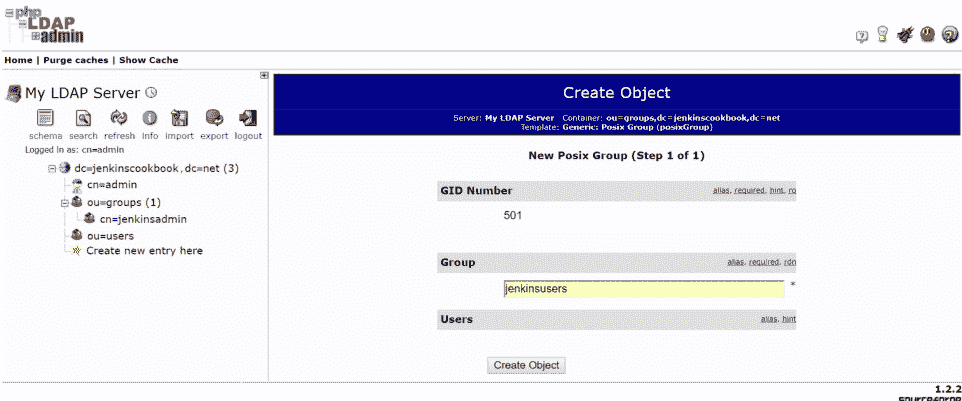 php
LDAP
admin
Home | Purge caches | Show Cache
My LDAP Server
schema search refresh info import export logout
Logged in as: cn=admin
dc=jenkinscookbook,dc=net (3)
cn=admin
ou=groups (1)
cn=jenkinsadmin
ou=users
Create new entry here
Create Object
Server: My LDAP Server Container: ou=groups,dc=jenkinscookbook,dc=net
Template: Generic: Posix Group (posixGroup)
New Posix Group (Step 1 of 1)
GID Number alias, required, hint, ro
501
Group alias, required, rdn
jenkinsusers *
Users alias, hint
Create Object
1.2.2
sourceforge